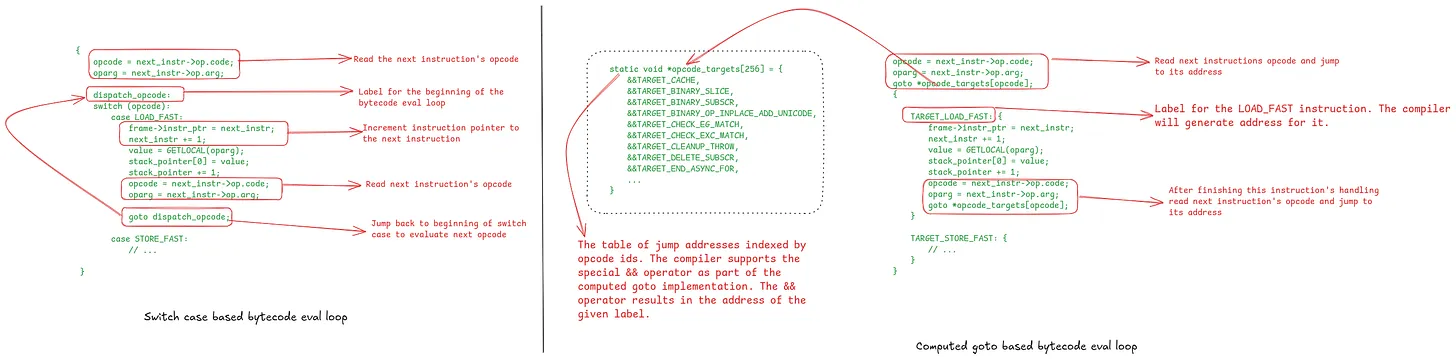 {
opcode = next_instr->op.code;
oparg = next_instr->op.arg;
dispatch_opcode:
switch (opcode):
case LOAD_FAST:
frame->instr_ptr = next_instr;
next_instr += 1;
value = GETLOCAL(oparg);
stack_pointer[0] = value;
stack_pointer += 1;
opcode = next_instr->op.code;
oparg = next_instr->op.arg;
goto dispatch_opcode;
case STORE_FAST:
// ...
}
Read the next instruction's opcode
Label for the beginning of the
bytecode eval loop
Increment instruction pointer to
the next instruction
Read next instruction's opcode
Jump back to beginning of switch
case to evaluate next opcode
Switch case based bytecode eval loop
static void *opcode_targets[256] = {
&&TARGET_CACHE,
&&TARGET_BINARY_SLICE,
&&TARGET_BINARY_SUBSCR,
&&TARGET_BINARY_OP_INPLACE_ADD_UNICODE,
&&TARGET_CHECK_EG_MATCH,
&&TARGET_CHECK_EXC_MATCH,
&&TARGET_CLEANUP_THROW,
&&TARGET_DELETE_SUBSCR,
&&TARGET_END_ASYNC_FOR,
...
}
The table of jump addresses indexed by
opcode ids. The compiler supports the
special && operator as part of the
computed goto implementation. The &&
operator results in the address of the
given label.
opcode = next_instr->op.code;
oparg = next_instr->op.arg;
goto *opcode_targets[opcode];
{
TARGET_LOAD_FAST: {
frame->instr_ptr = next_instr;
next_instr += 1;
value = GETLOCAL(oparg);
stack_pointer[0] = value;
stack_pointer += 1;
opcode = next_instr->op.code;
oparg = next_instr->op.arg;
goto *opcode_targets[opcode];
}
TARGET_STORE_FAST: {
// ...
}
}
Read next instructions opcode and jump
to its address
Label for the LOAD_FAST instruction. The compiler
will generate address for it.
After finishing this instruction's handling
read next instruction's opcode and jump to
its address
Computed goto based bytecode eval loop